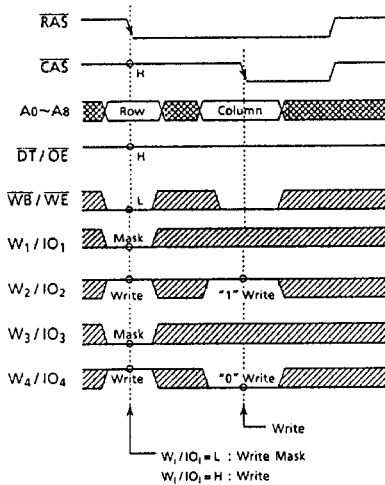 RAS
CAS H
A0~A8 Row Column
DT/OE H
WB/WE L
W1/IO1 Mask
W2/IO2 Write "1" Write
W3/IO3 Mask
W4/IO4 Write "0" Write
Write
Wi/IOi=L : Write Mask
Wi/IOi=H : Write